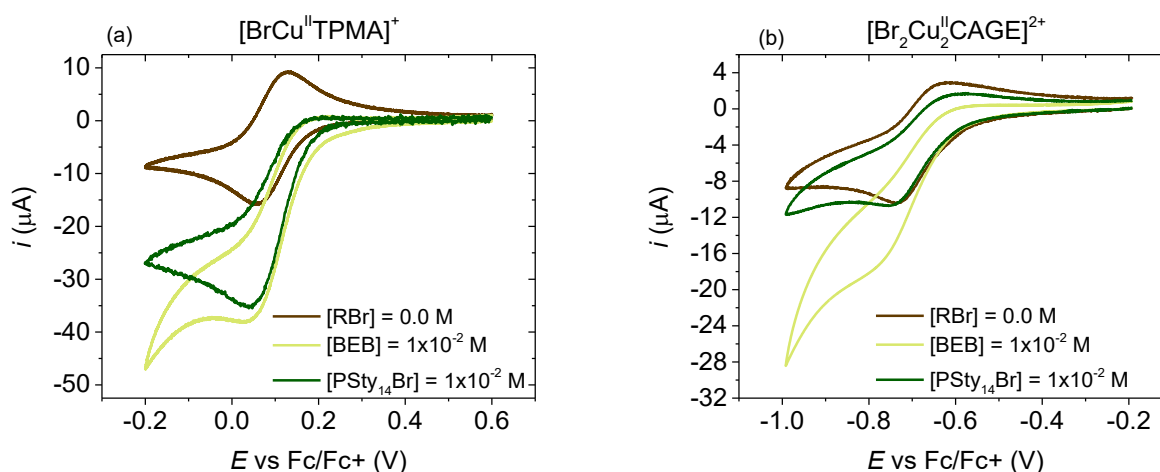 [BrCuᴵᴵTPMA]⁺
(a)
10
0
-10
-20
-30
-40
-50
i (μA)
[RBr] = 0.0 M
[BEB] = 1x10⁻² M
[PSty₁₄Br] = 1x10⁻² M
-0.2 0.0 0.2 0.4 0.6
E vs Fc/Fc+ (V)
[Br₂Cu₂ᴵᴵCAGE]²⁺
(b)
4
0
-4
-8
-12
-16
-20
-24
-28
-32
i (μA)
[RBr] = 0.0 M
[BEB] = 1x10⁻² M
[PSty₁₄Br] = 1x10⁻² M
-1.0 -0.8 -0.6 -0.4 -0.2
E vs Fc/Fc+ (V)